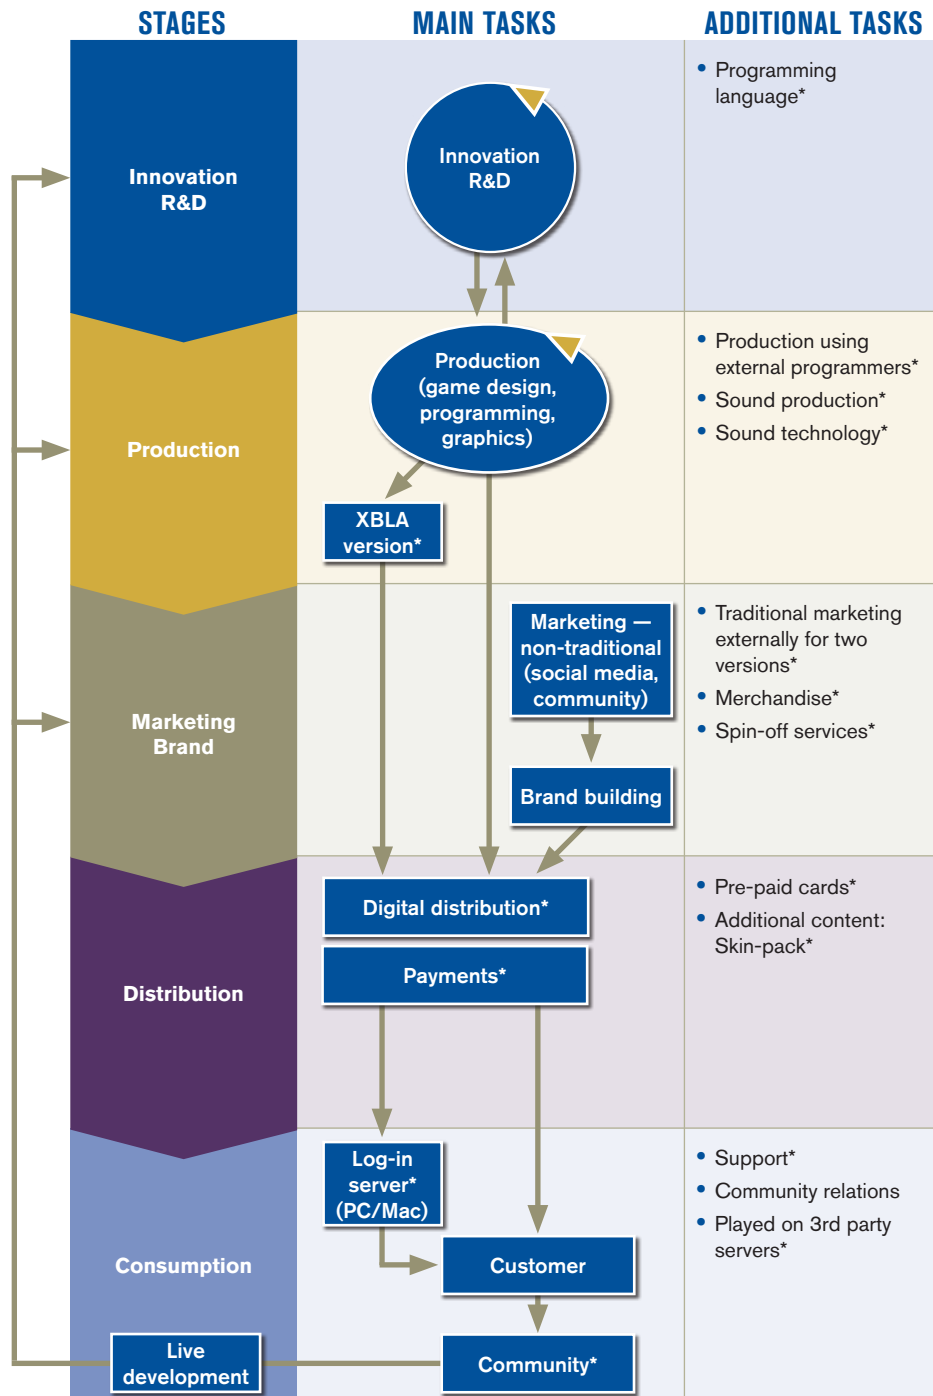 STAGES
MAIN TASKS
ADDITIONAL TASKS
Innovation
R&D
Innovation
R&D
• Programming
language*
Production
Production
(game design,
programming,
graphics)
XBLA
version*
• Production using
external programmers*
• Sound production*
• Sound technology*
Marketing
Brand
Marketing —
non-traditional
(social media,
community)
Brand building
• Traditional marketing
externally for two
versions*
• Merchandise*
• Spin-off services*
Distribution
Digital distribution*
Payments*
• Pre-paid cards*
• Additional content:
Skin-pack*
Consumption
Log-in
server*
(PC/Mac)
Customer
Community*
Live
development
• Support*
• Community relations
• Played on 3rd party
servers*